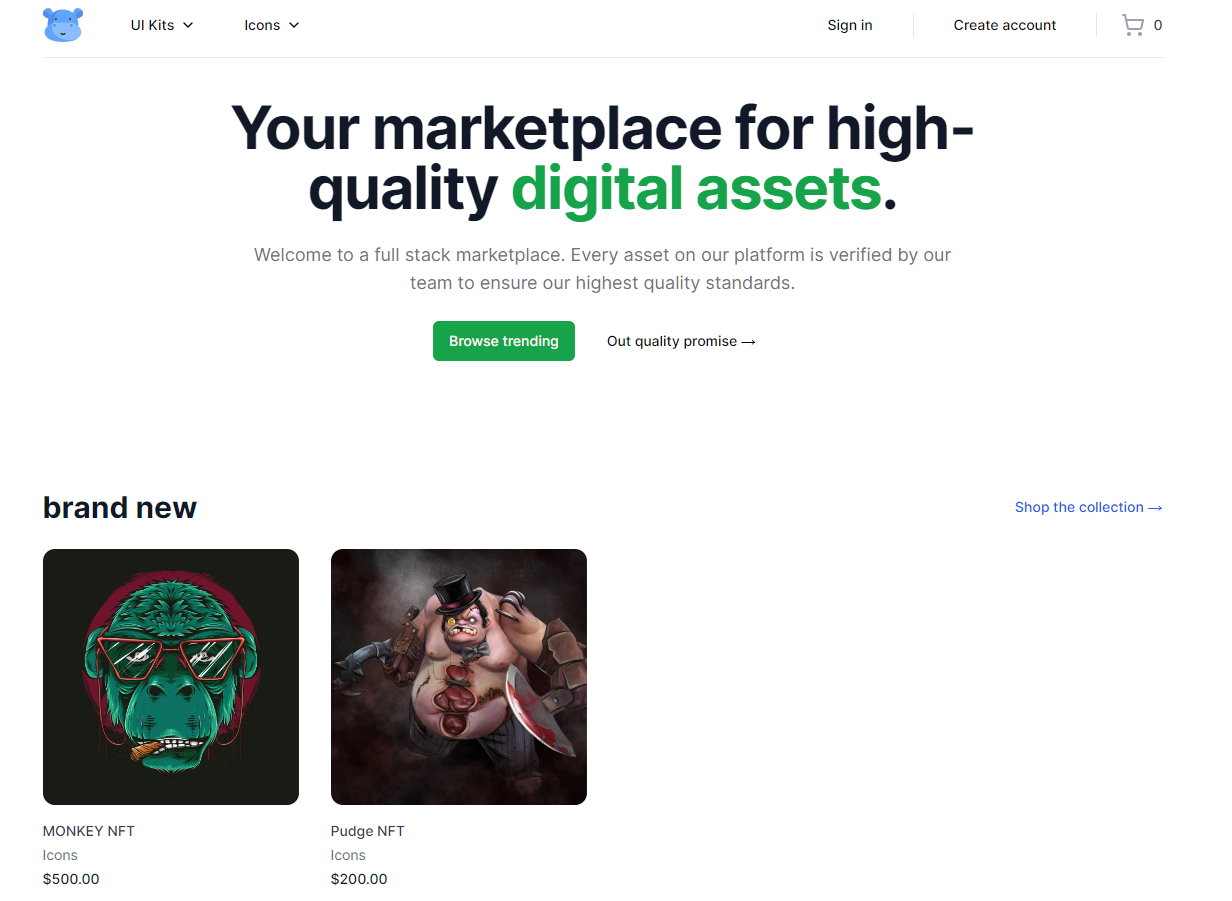 UI Kits Icons Sign in Create account 0
Your marketplace for high-
quality digital assets.
Welcome to a full stack marketplace. Every asset on our platform is verified by our
team to ensure our highest quality standards.
Browse trending Out quality promise →
brand new Shop the collection →
MONKEY NFT Pudge NFT
Icons Icons
$500.00 $200.00